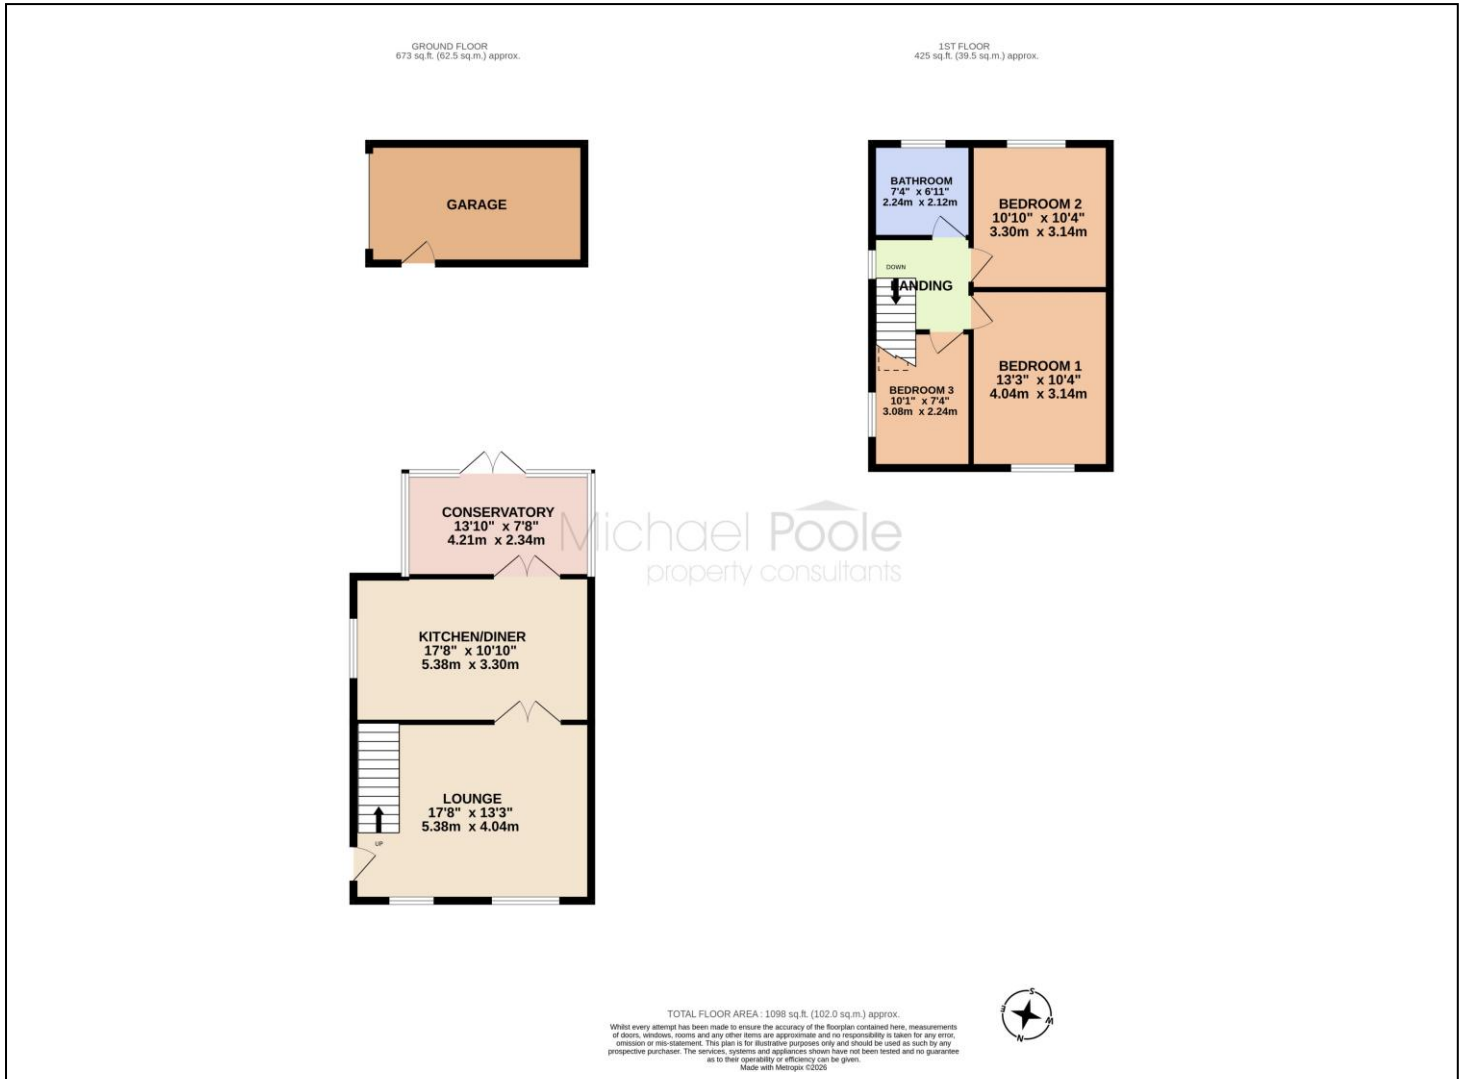 GROUND FLOOR
673 sq.ft. (62.5 sq.m.) approx.
1ST FLOOR
425 sq.ft. (39.5 sq.m.) approx.
GARAGE
BATHROOM
7'4" x 6'11"
2.24m x 2.12m
BEDROOM 2
10'10" x 10'4"
3.30m x 3.14m
DOWN
LANDING
BEDROOM 1
13'3" x 10'4"
4.04m x 3.14m
BEDROOM 3
10'1" x 7'4"
3.08m x 2.24m
CONSERVATORY
13'10" x 7'8"
4.21m x 2.34m
Michael Poole
property consultants
KITCHEN/DINER
17'8" x 10'10"
5.38m x 3.30m
LOUNGE
17'8" x 13'3"
5.38m x 4.04m
UP
TOTAL FLOOR AREA : 1098 sq.ft. (102.0 sq.m.) approx.
Whilst every attempt has been made to ensure the accuracy of the floorplan contained here, measurements
of doors, windows, rooms and any other items are approximate and no responsibility is taken for any error,
omission or mis-statement. This plan is for illustrative purposes only and should be used as such by any
prospective purchaser. The services, systems and appliances shown have not been tested and no guarantee
as to their operability or efficiency can be given.
Made with Metropix ©2026
S
E
W
N